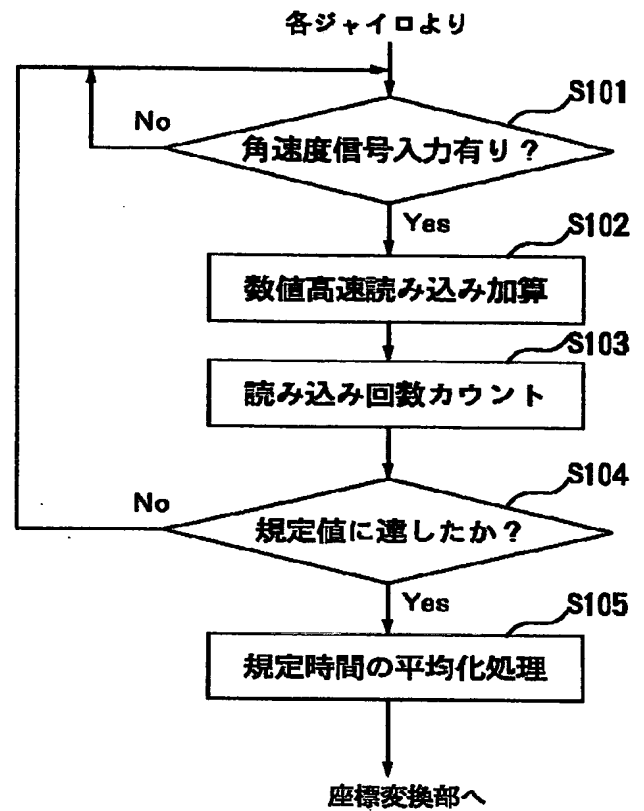 各ジャイロより
S101
No
角速度信号入力有り？
Yes
S102
数値高速読み込み加算
S103
読み込み回数カウント
S104
No
規定値に達したか？
Yes
S105
規定時間の平均化処理
座標変換部へ